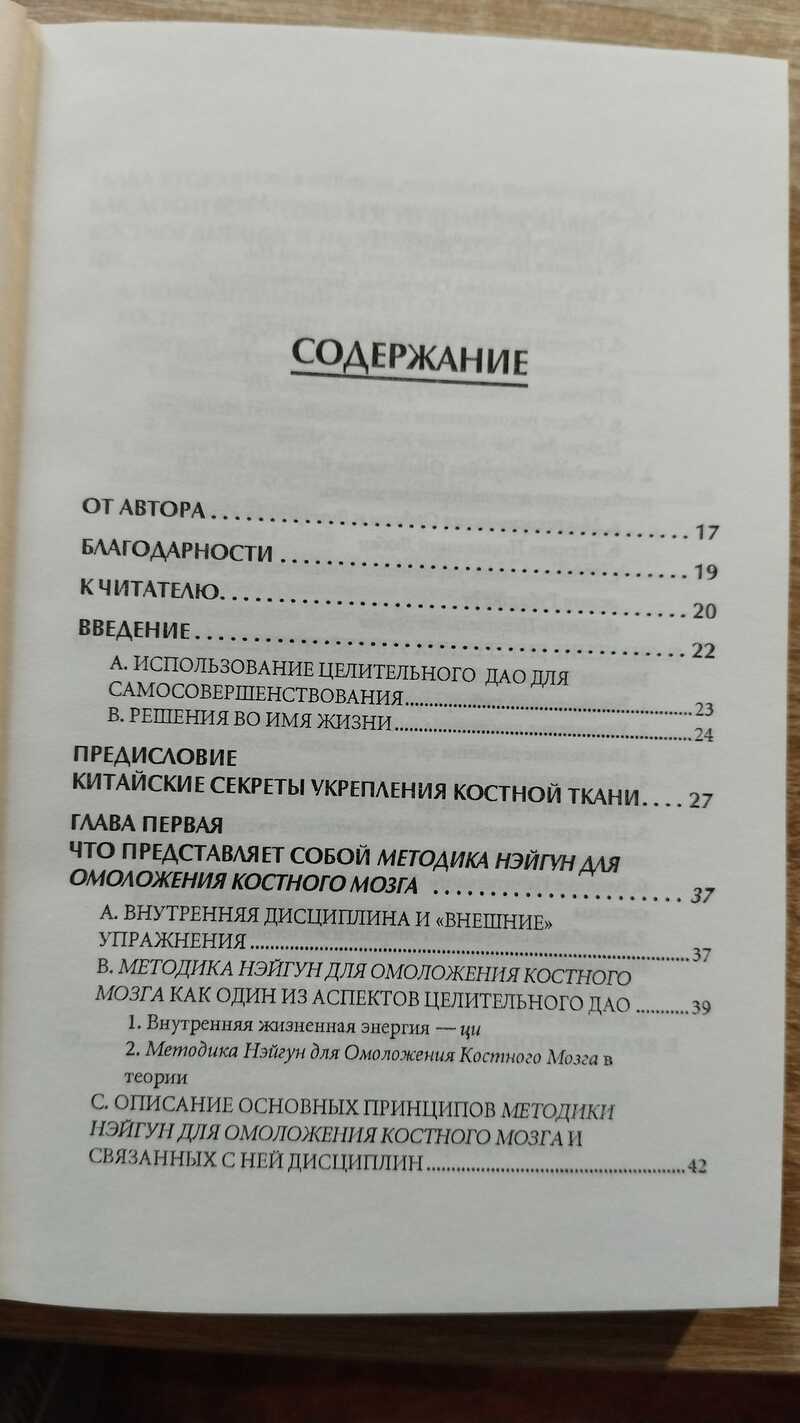 СОДЕРЖАНИЕ
ОТ АВТОРА........................................17
БЛАГОДАРНОСТИ..................................19
К ЧИТАТЕЛЮ.......................................20
ВВЕДЕНИЕ.........................................22
А. ИСПОЛЬЗОВАНИЕ ЦЕЛИТЕЛЬНОГО ДАО ДЛЯ
САМОСОВЕРШЕНСТВОВАНИЯ........................................23
В. РЕШЕНИЯ ВО ИМЯ ЖИЗНИ........................................24
ПРЕДИСЛОВИЕ
КИТАЙСКИЕ СЕКРЕТЫ УКРЕПЛЕНИЯ КОСТНОЙ ТКАНИ....27
ГЛАВА ПЕРВАЯ
ЧТО ПРЕДСТАВЛЯЕТ СОБОЙ МЕТОДИКА НЭЙГУН ДЛЯ
ОМОЛОЖЕНИЯ КОСТНОГО МОЗГА ......................37
А. ВНУТРЕННЯЯ ДИСЦИПЛИНА И «ВНЕШНИЕ»
УПРАЖНЕНИЯ........................................37
В. МЕТОДИКА НЭЙГУН ДЛЯ ОМОЛОЖЕНИЯ КОСТНОГО
МОЗГА КАК ОДИН ИЗ АСПЕКТОВ ЦЕЛИТЕЛЬНОГО ДАО ...........39
1. Внутренняя жизненная энергия — ци
2. Методика Нэйгун для Омоложения Костного Мозга в
теории
С. ОПИСАНИЕ ОСНОВНЫХ ПРИНЦИПОВ МЕТОДИКИ
НЭЙГУН ДЛЯ ОМОЛОЖЕНИЯ КОСТНОГО МОЗГА И
СВЯЗАННЫХ С НЕЙ ДИСЦИПЛИН........................................42